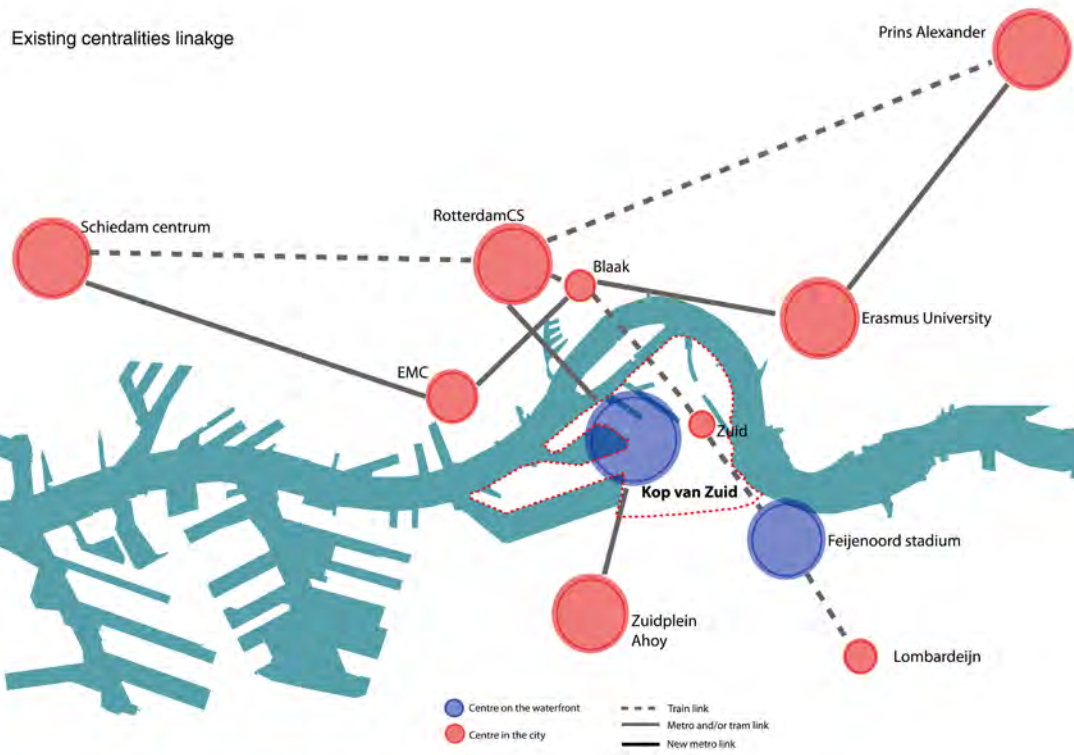 Existing centralities linakge
Prins Alexander
Schiedam centrum
RotterdamCS
Blaak
Erasmus University
EMC
Zuid
Kop van Zuid
Feijenoord stadium
Zuidplein
Ahoy
Lombardeijn
Centre on the waterfront
Centre in the city
Train link
Metro and/or tram link
New metro link